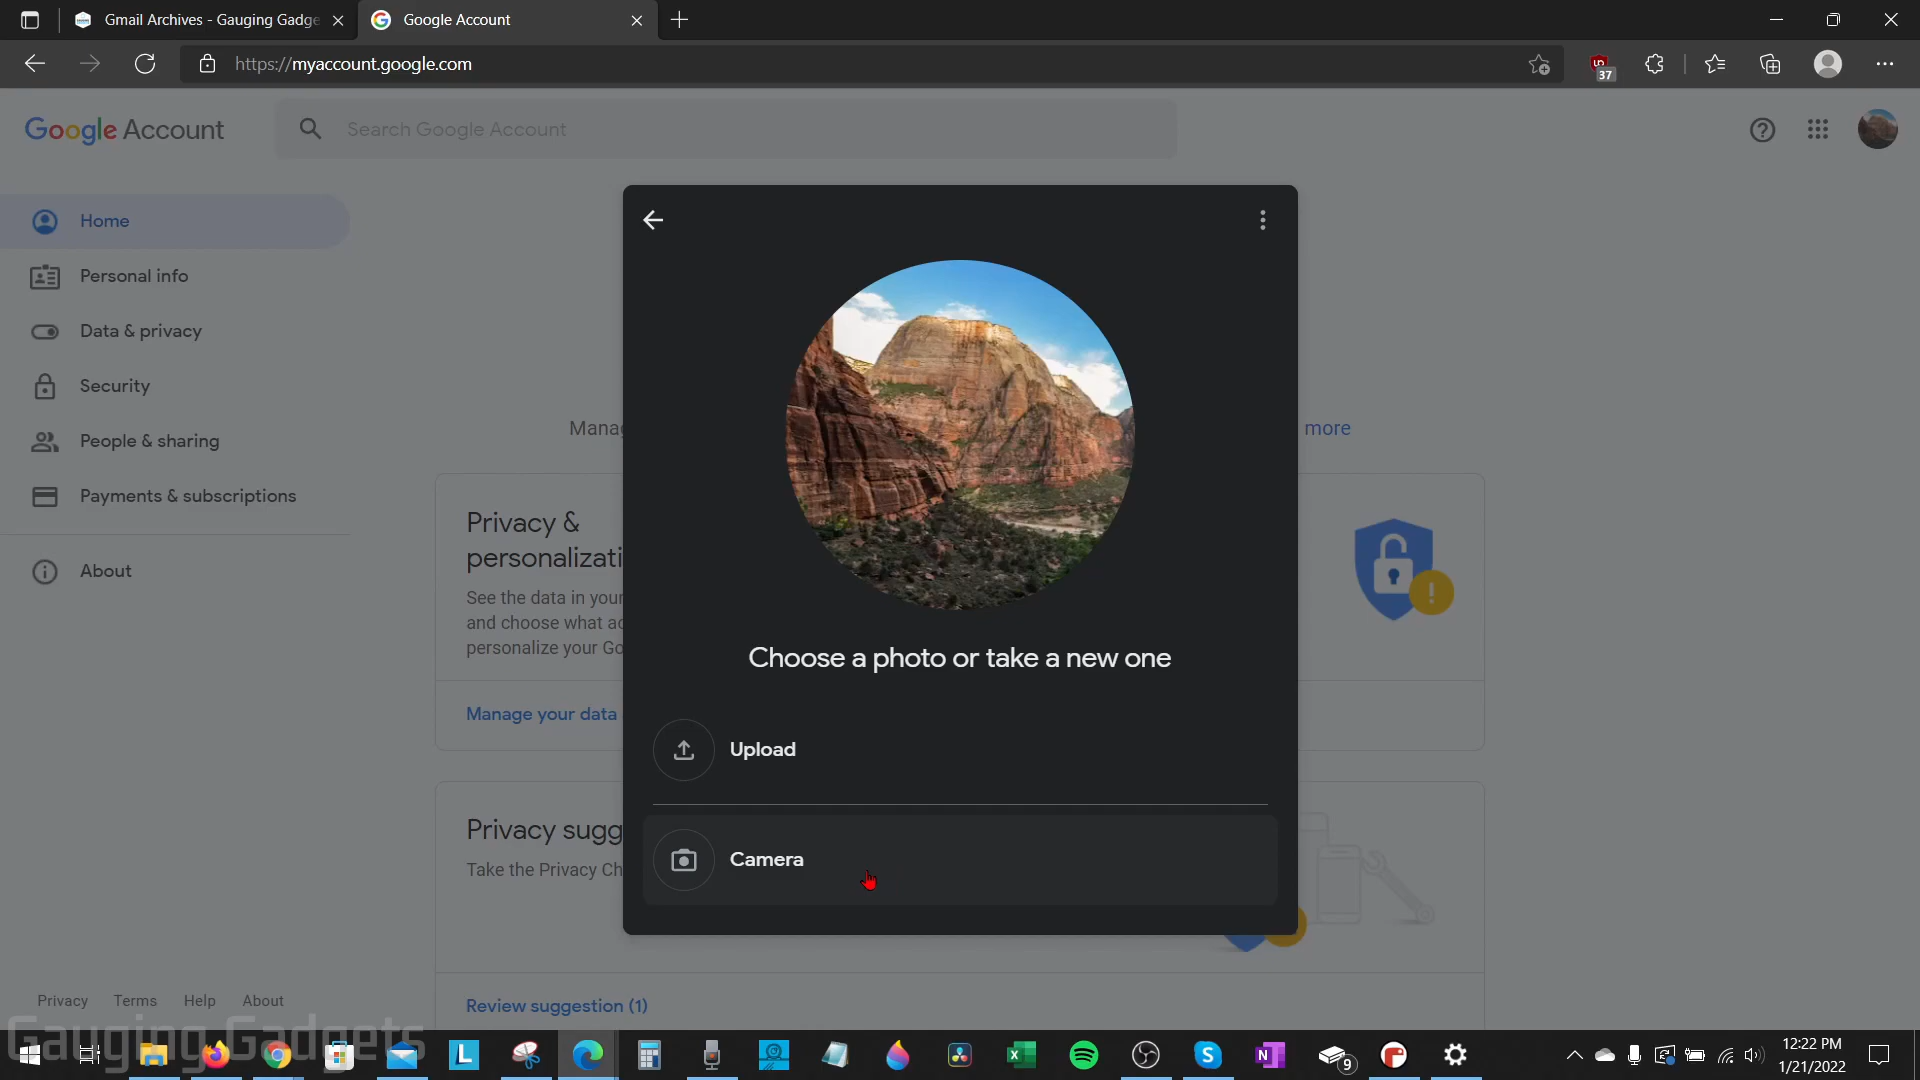 Gmail Archives - Gauging Gadge
Google Account
https://myaccount.google.com
37
Google Account
Search Google Account
Home
Personal info
Data & privacy
Security
People & sharing
Payments & subscriptions
About
Manag
more
Privacy &
personalizati
See the data in your
and choose what ac
personalize your Go
Manage your data
Choose a photo or take a new one
Upload
Camera
Privacy sugg
Take the Privacy Ch
Review suggestion (1)
Privacy Terms Help About
Gauging Gadgets
L
N
S
9
12:22 PM
1/21/2022